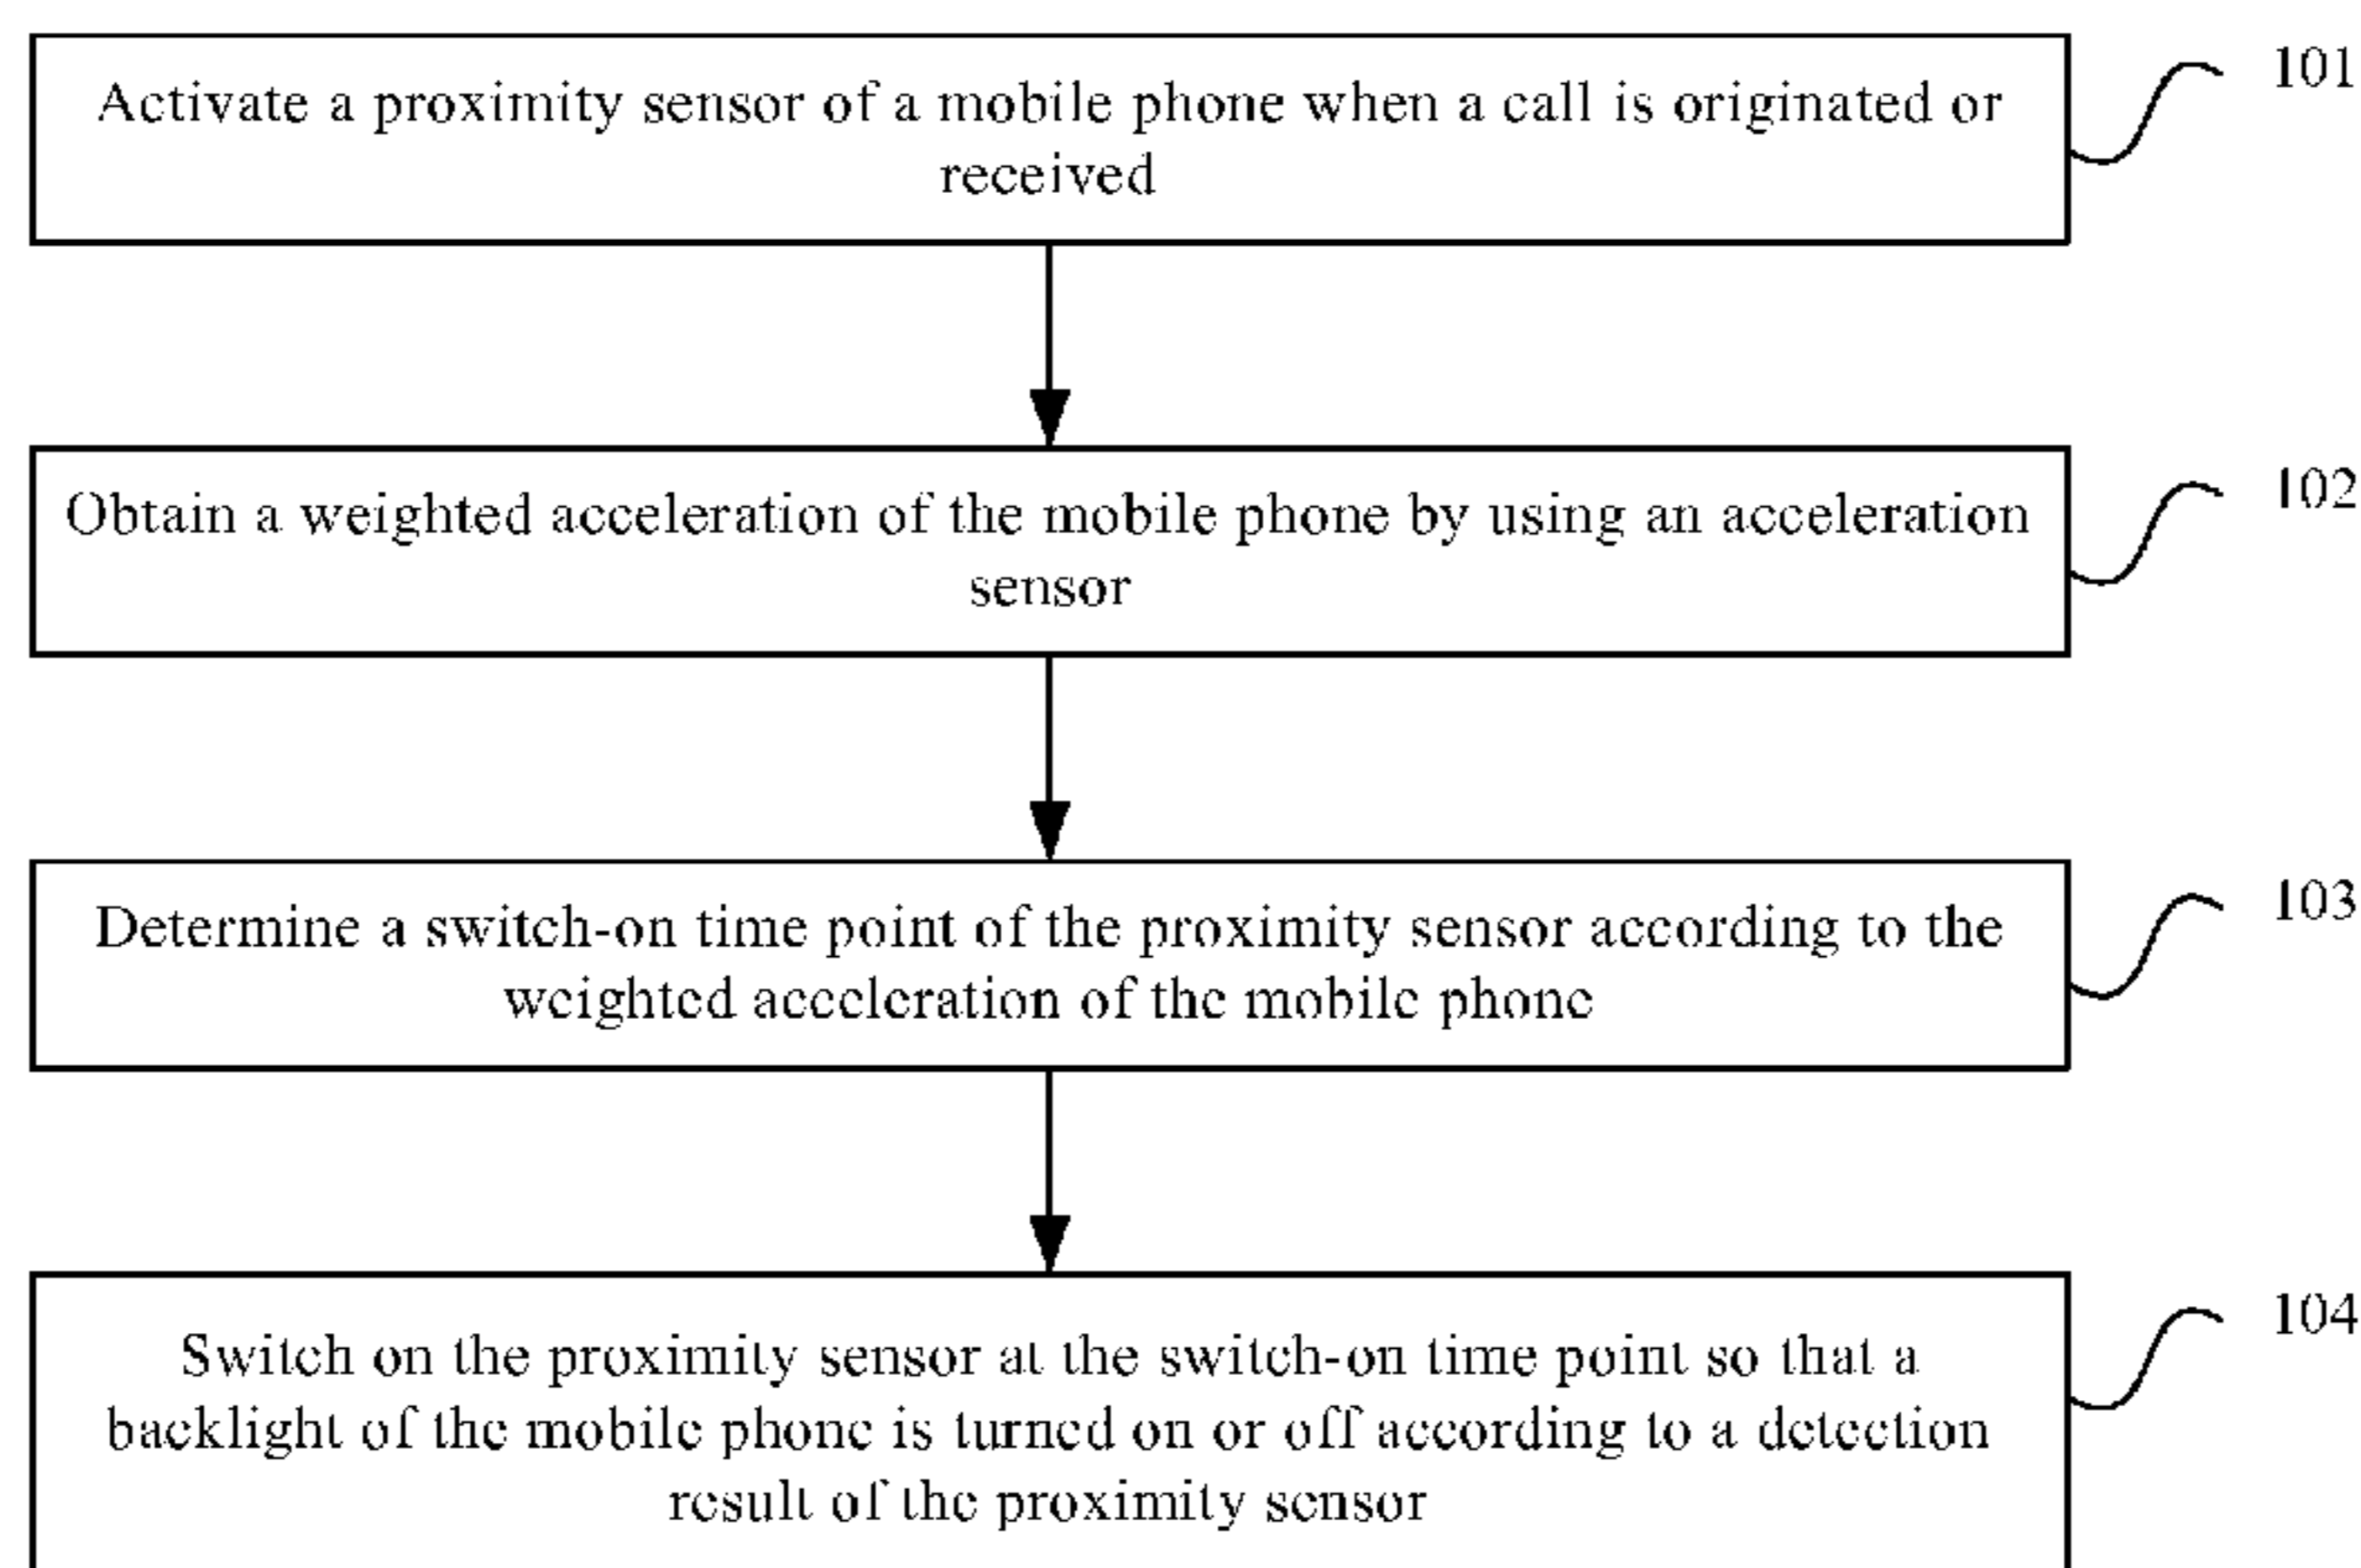 Activate a proximity sensor of a mobile phone when a call is originated or
received
101
Obtain a weighted acceleration of the mobile phone by using an acceleration
sensor
102
Determine a switch-on time point of the proximity sensor according to the
weighted acceleration of the mobile phone
103
Switch on the proximity sensor at the switch-on time point so that a
backlight of the mobile phone is turned on or off according to a detection
result of the proximity sensor
104